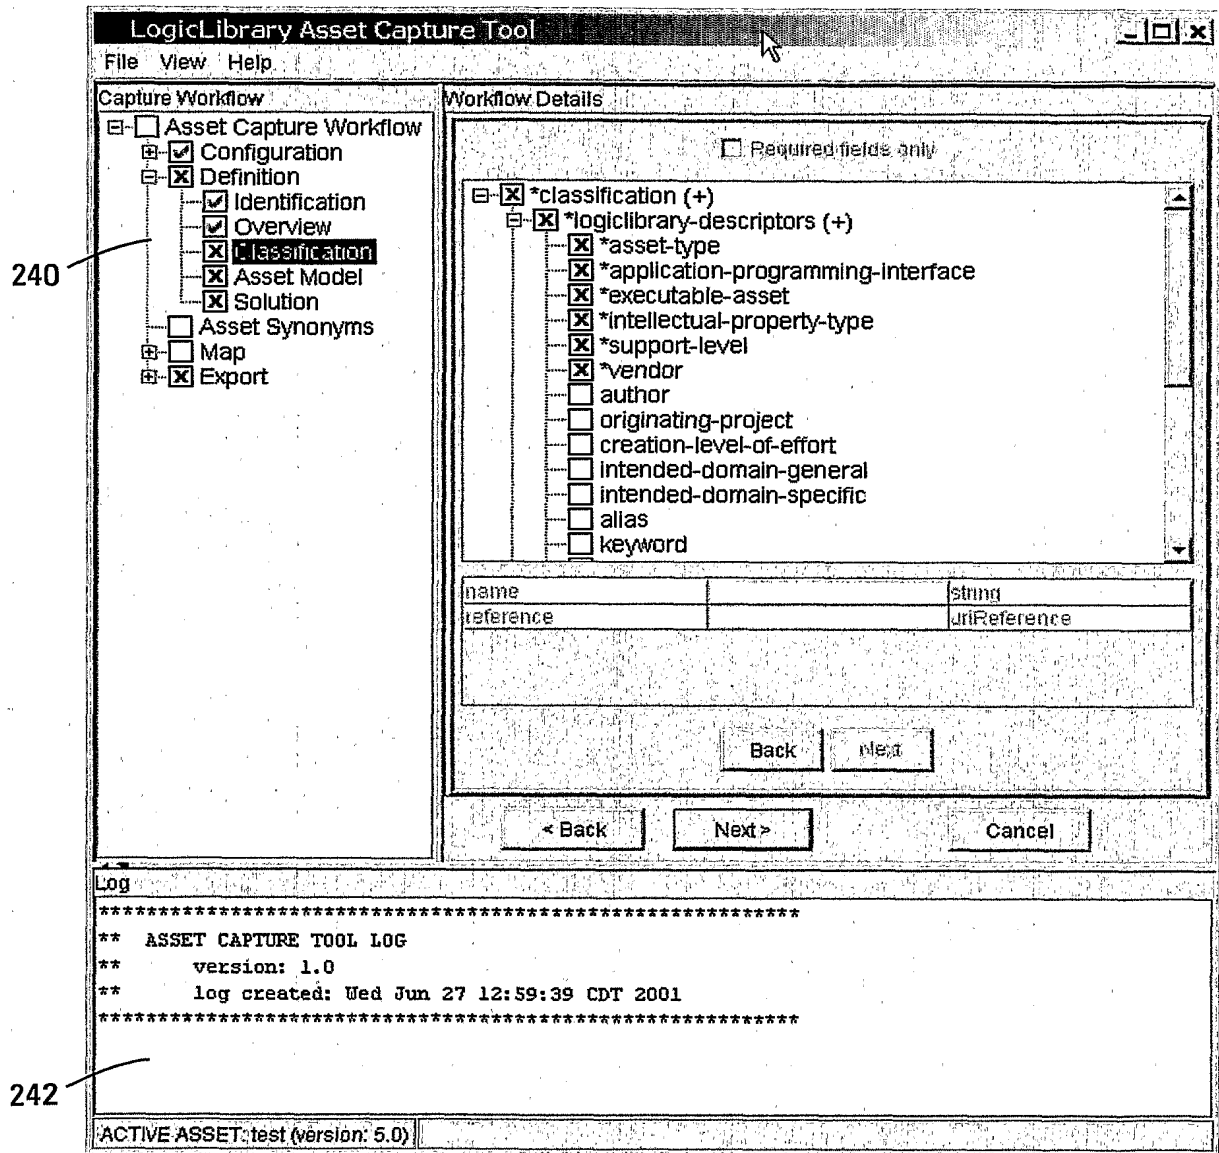 LogicLibrary Asset Capture Tool
File View Help
Capture Workflow
Asset Capture Workflow
Configuration
Definition
Identification
Overview
Classification
Asset Model
Solution
Asset Synonyms
Map
Export
240
Workflow Details
Required fields only
*classification (+)
*logiclibrary-descriptors (+)
*asset-type
*application-programming-interface
*executable-asset
*intellectual-property-type
*support-level
*vendor
author
originating-project
creation-level-of-effort
intended-domain-general
intended-domain-specific
alias
keyword
name string
reference uriReference
Back Next
< Back Next > Cancel
Log
************************************************************
** ASSET CAPTURE TOOL LOG
** version: 1.0
** log created: Wed Jun 27 12:59:39 CDT 2001
************************************************************
242
ACTIVE ASSET: test (version: 5.0)